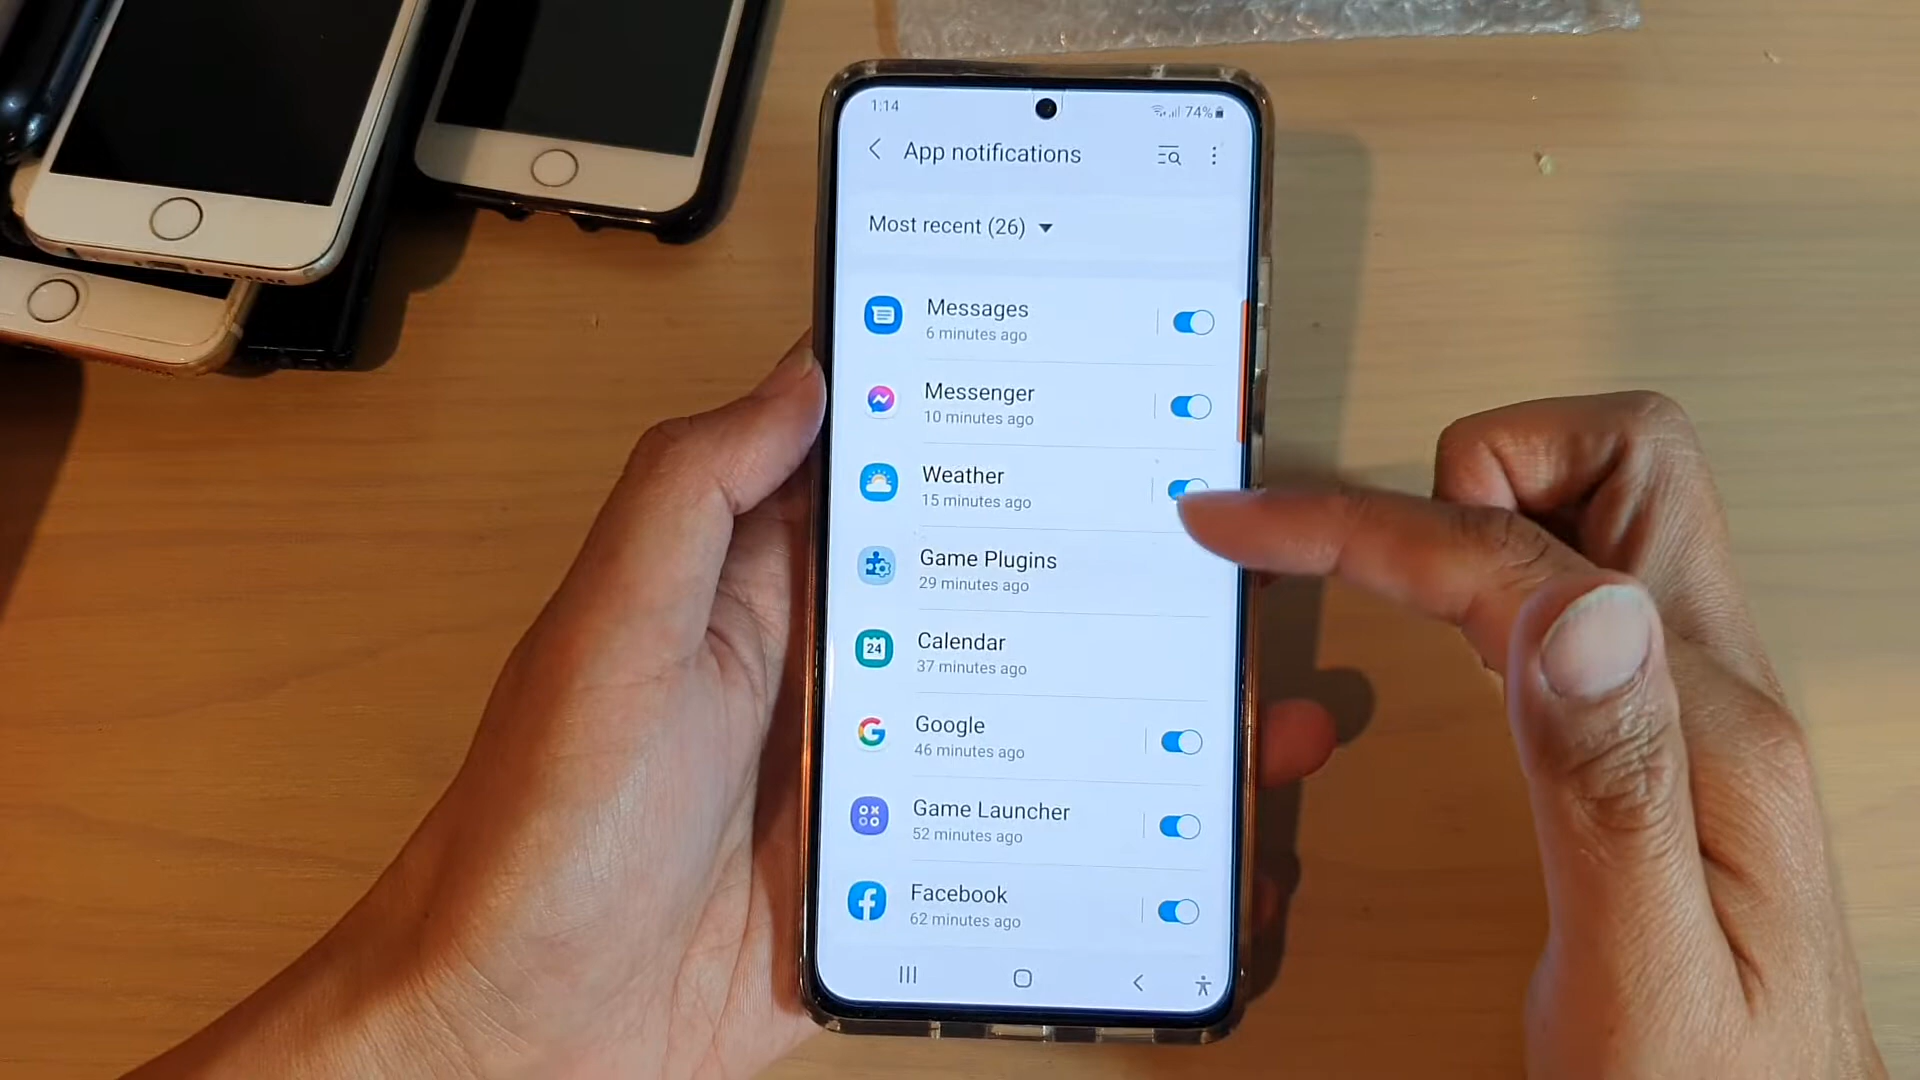 1:14
74%
App notifications
Most recent (26)
Messages
6 minutes ago
Messenger
10 minutes ago
Weather
15 minutes ago
Game Plugins
29 minutes ago
24
Calendar
37 minutes ago
G
Google
46 minutes ago
Game Launcher
52 minutes ago
f
Facebook
62 minutes ago